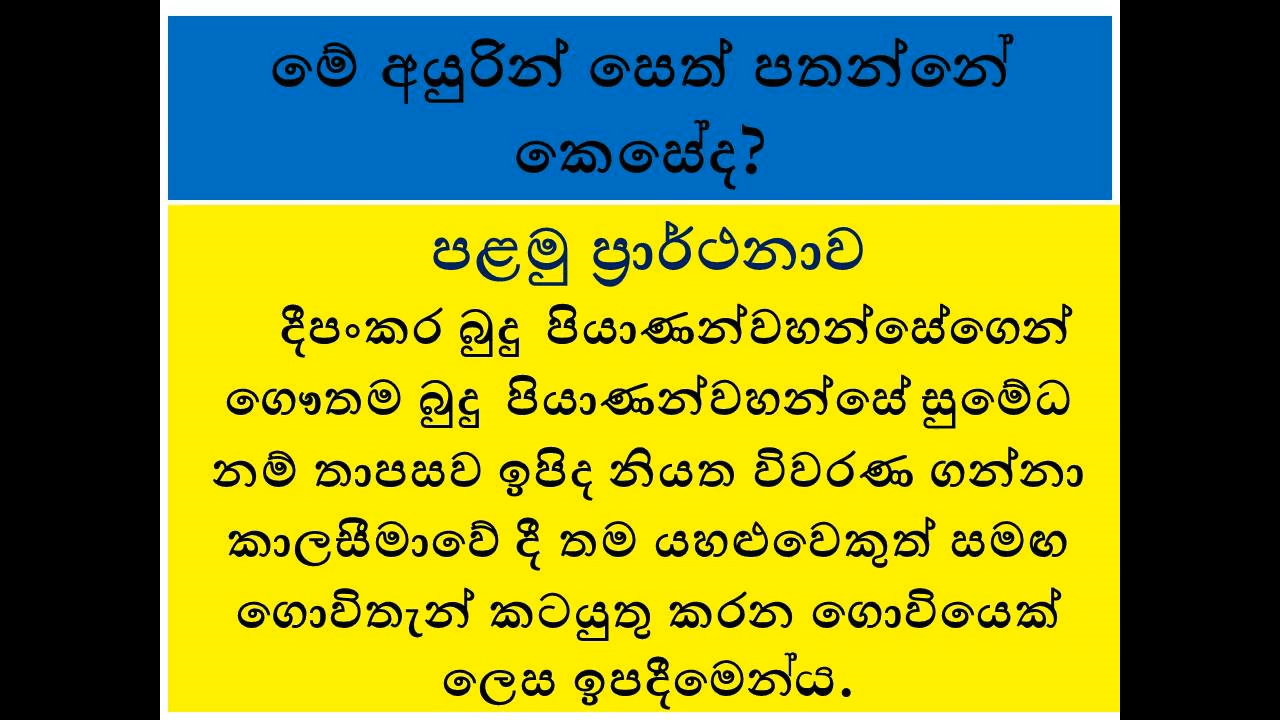 මේ අයුරින් සෙත් පතන්නේ
කෙසේද?
පළමු ප්‍රාර්ථනාව
දීපංකර බුදු පියාණන්වහන්සේගෙන්
ගෞතම බුදු පියාණන්වහන්සේ සුමේධ
නම් තාපසව ඉපිද නියත විවරණ ගන්නා
කාලසීමාවේ දී තම යහළුවෙකුත් සමඟ
ගොවිතැන් කටයුතු කරන ගොවියෙක්
ලෙස ඉපදීමෙන්ය.